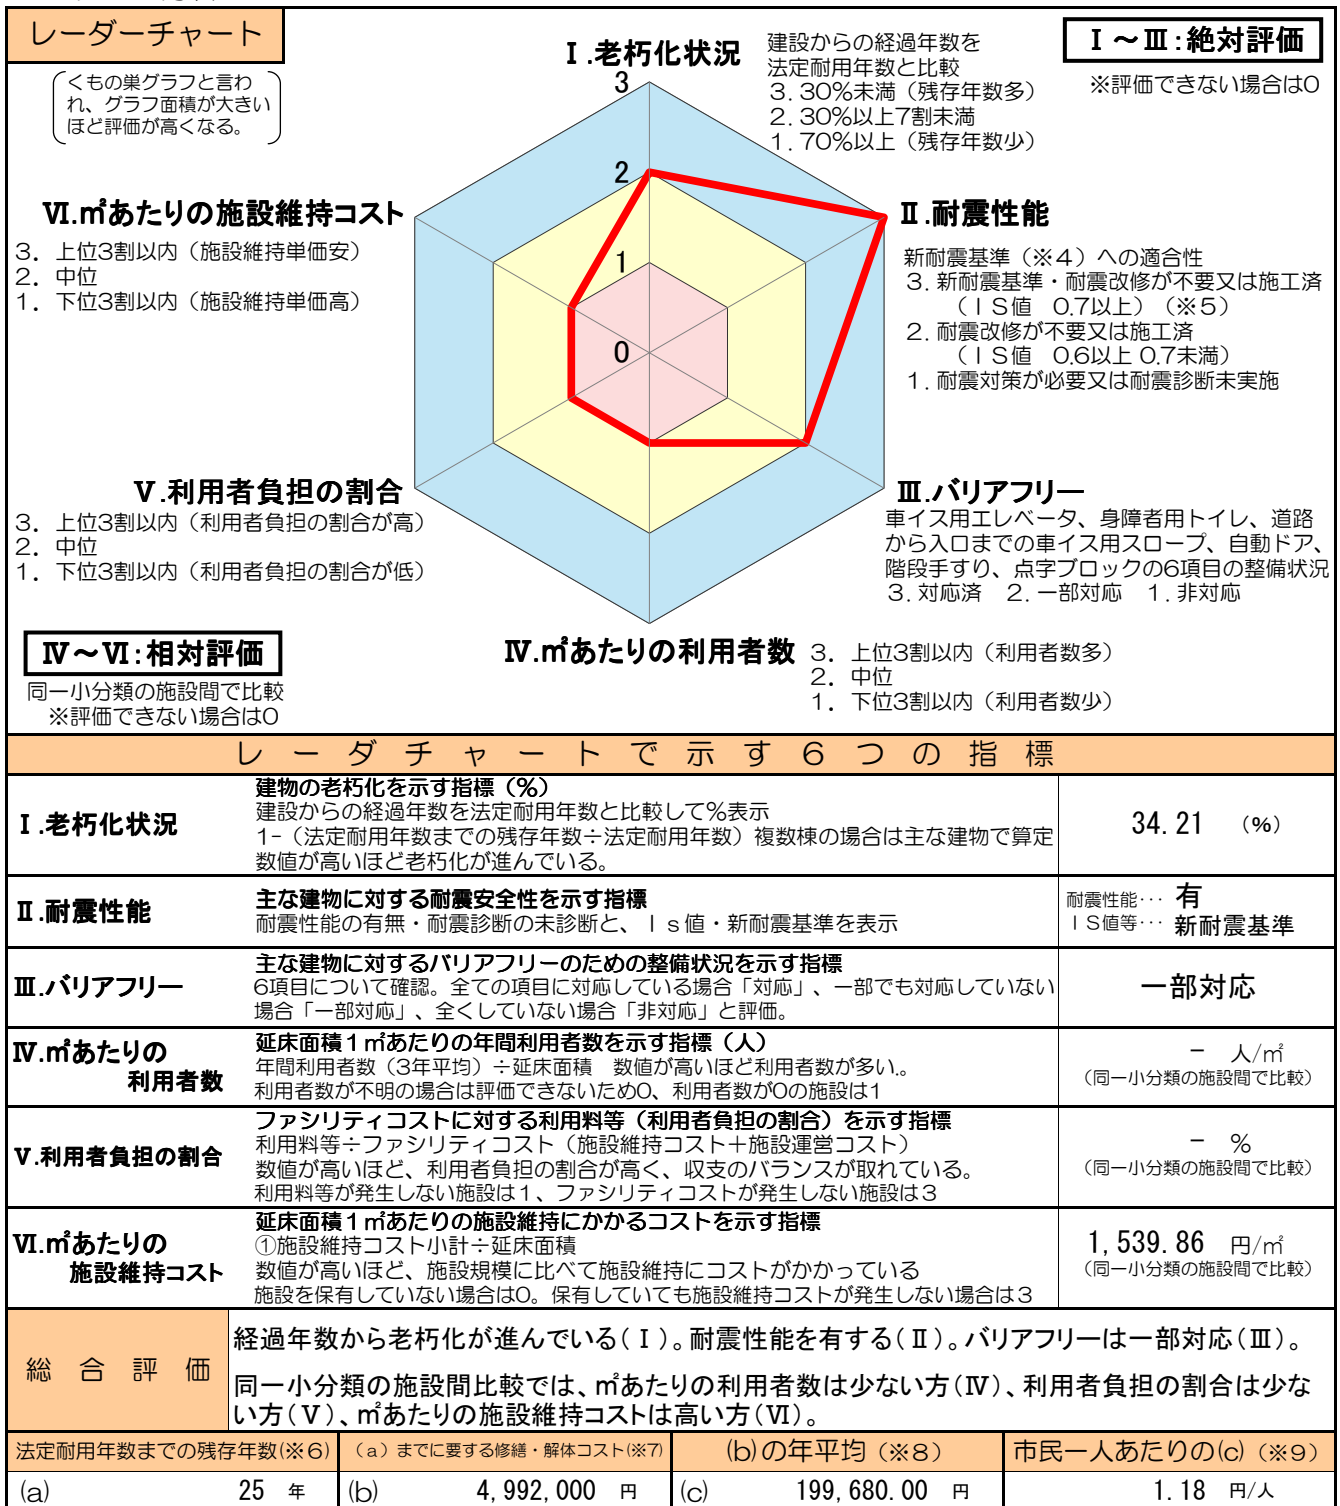 レーダーチャート
くもの巣グラフと言わ
れ、グラフ面積が大きい
ほど評価が高くなる。
Ⅰ.老朽化状況
建設からの経過年数を
法定耐用年数と比較
3.30%未満（残存年数多）
2.30%以上7割未満
1.70%以上（残存年数少）
Ⅰ～Ⅲ:絶対評価
※評価できない場合は0
3
2
1
0
Ⅵ.㎡あたりの施設維持コスト
3. 上位3割以内（施設維持単価安）
2. 中位
1. 下位3割以内（施設維持単価高）
Ⅱ.耐震性能
新耐震基準（※4）への適合性
3.新耐震基準・耐震改修が不要又は施工済
（ＩＳ値　0.7以上）（※5）
2.耐震改修が不要又は施工済
（ＩＳ値　0.6以上 0.7未満）
1.耐震対策が必要又は耐震診断未実施
Ⅴ.利用者負担の割合
3. 上位3割以内（利用者負担の割合が高）
2. 中位
1. 下位3割以内（利用者負担の割合が低）
Ⅲ.バリアフリー
車イス用エレベータ、身障者用トイレ、道路
から入口までの車イス用スロープ、自動ドア、
階段手すり、点字ブロックの6項目の整備状況
3.対応済　2.一部対応　1.非対応
Ⅳ～Ⅵ:相対評価
同一小分類の施設間で比較
※評価できない場合は0
Ⅳ.㎡あたりの利用者数
3. 上位3割以内（利用者数多）
2. 中位
1. 下位3割以内（利用者数少）
レーダチャートで示す6つの指標
Ⅰ.老朽化状況
建物の老朽化を示す指標（%）
建設からの経過年数を法定耐用年数と比較して%表示
1-（法定耐用年数までの残存年数÷法定耐用年数）複数棟の場合は主な建物で算定
数値が高いほど老朽化が進んでいる。
34.21　（%）
Ⅱ.耐震性能
主な建物に対する耐震安全性を示す指標
耐震性能の有無・耐震診断の未診断と、Ｉｓ値・新耐震基準を表示
耐震性能… 有
ＩＳ値等… 新耐震基準
Ⅲ.バリアフリー
主な建物に対するバリアフリーのための整備状況を示す指標
6項目について確認。全ての項目に対応している場合「対応」、一部でも対応していない
場合「一部対応」、全くしていない場合「非対応」と評価。
一部対応
Ⅳ.㎡あたりの
利用者数
延床面積１㎡あたりの年間利用者数を示す指標（人）
年間利用者数（3年平均）÷延床面積　数値が高いほど利用者数が多い。
利用者数が不明の場合は評価できないため0、利用者数が0の施設は1
－　人/㎡
（同一小分類の施設間で比較）
Ⅴ.利用者負担の割合
ファシリティコストに対する利用料等（利用者負担の割合）を示す指標
利用料等÷ファシリティコスト（施設維持コスト＋施設運営コスト）
数値が高いほど、利用者負担の割合が高く、収支のバランスが取れている。
利用料等が発生しない施設は１、ファシリティコストが発生しない施設は３
－　%
（同一小分類の施設間で比較）
Ⅵ.㎡あたりの
施設維持コスト
延床面積１㎡あたりの施設維持にかかるコストを示す指標
①施設維持コスト小計÷延床面積
数値が高いほど、施設規模に比べて施設維持にコストがかかっている
施設を保有していない場合は0。保有していても施設維持コストが発生しない場合は３
1,539.86　円/㎡
（同一小分類の施設間で比較）
総合評価
経過年数から老朽化が進んでいる(Ⅰ)。耐震性能を有する(Ⅱ)。バリアフリーは一部対応(Ⅲ)。
同一小分類の施設間比較では、㎡あたりの利用者数は少ない方(Ⅳ)、利用者負担の割合は少な
い方(Ⅴ)、㎡あたりの施設維持コストは高い方(Ⅵ)。
法定耐用年数までの残存年数(※6)
（a）までに要する修繕・解体コスト(※7)
(b)の年平均（※8）
市民一人あたりの(c)（※9）
(a)　25 年
(b)　4,992,000 円
(c)　199,680.00 円
1.18 円/人